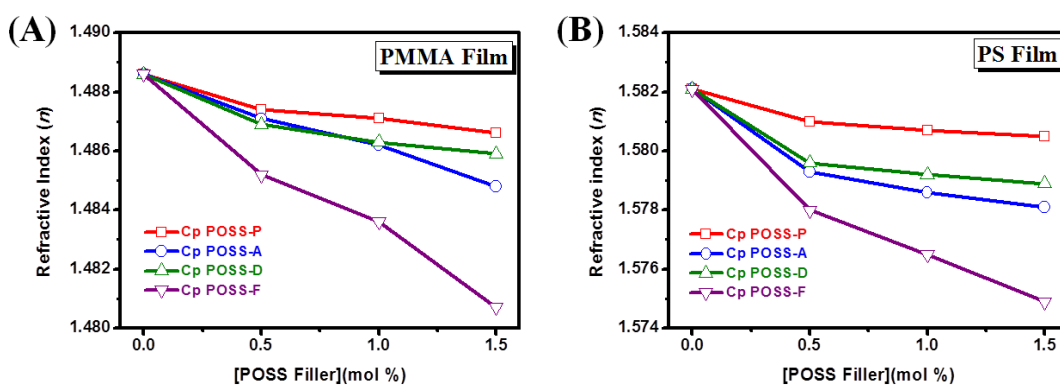 (A)
PMMA Film
Refractive Index (n)
1.490
1.488
1.486
1.484
1.482
1.480
Cp POSS-P
Cp POSS-A
Cp POSS-D
Cp POSS-F
0.0 0.5 1.0 1.5
[POSS Filler](mol %)
(B)
PS Film
Refractive Index (n)
1.584
1.582
1.580
1.578
1.576
1.574
Cp POSS-P
Cp POSS-A
Cp POSS-D
Cp POSS-F
0.0 0.5 1.0 1.5
[POSS Filler](mol %)